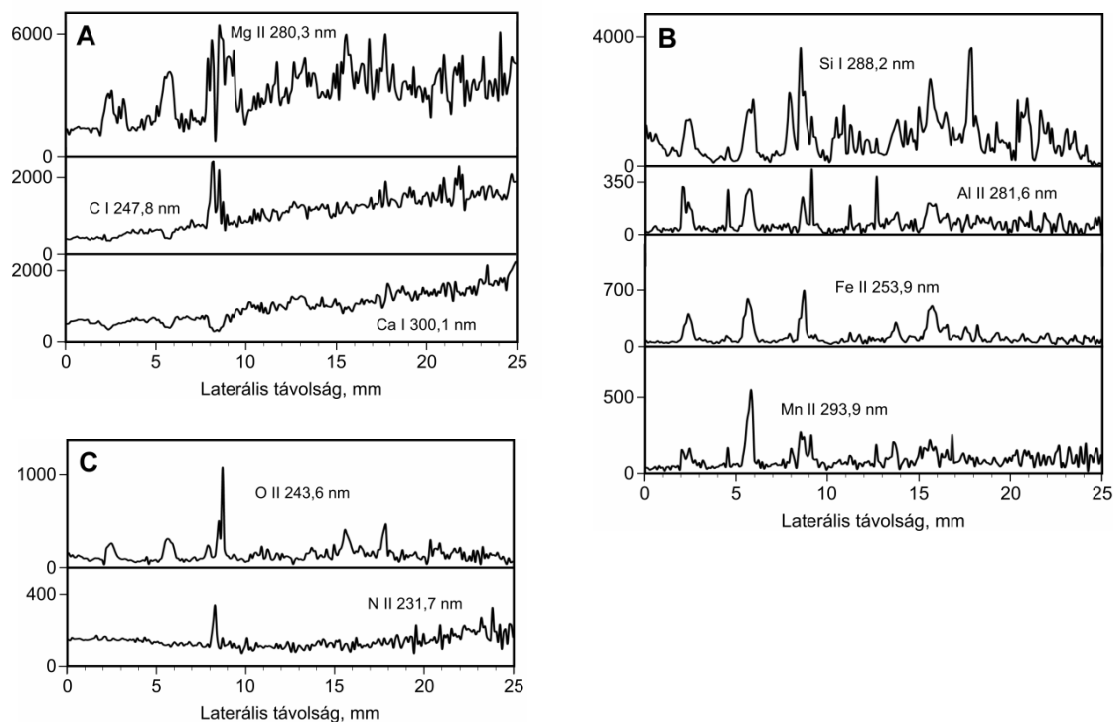 A
6000
Mg II 280,3 nm
0
2000
C I 247,8 nm
0
2000
Ca I 300,1 nm
0
0 5 10 15 20 25
Laterális távolság, mm
B
4000
Si I 288,2 nm
0
350
Al II 281,6 nm
0
700
Fe II 253,9 nm
0
500
Mn II 293,9 nm
0
0 5 10 15 20 25
Laterális távolság, mm
C
1000
O II 243,6 nm
0
400
N II 231,7 nm
0
0 5 10 15 20 25
Laterális távolság, mm